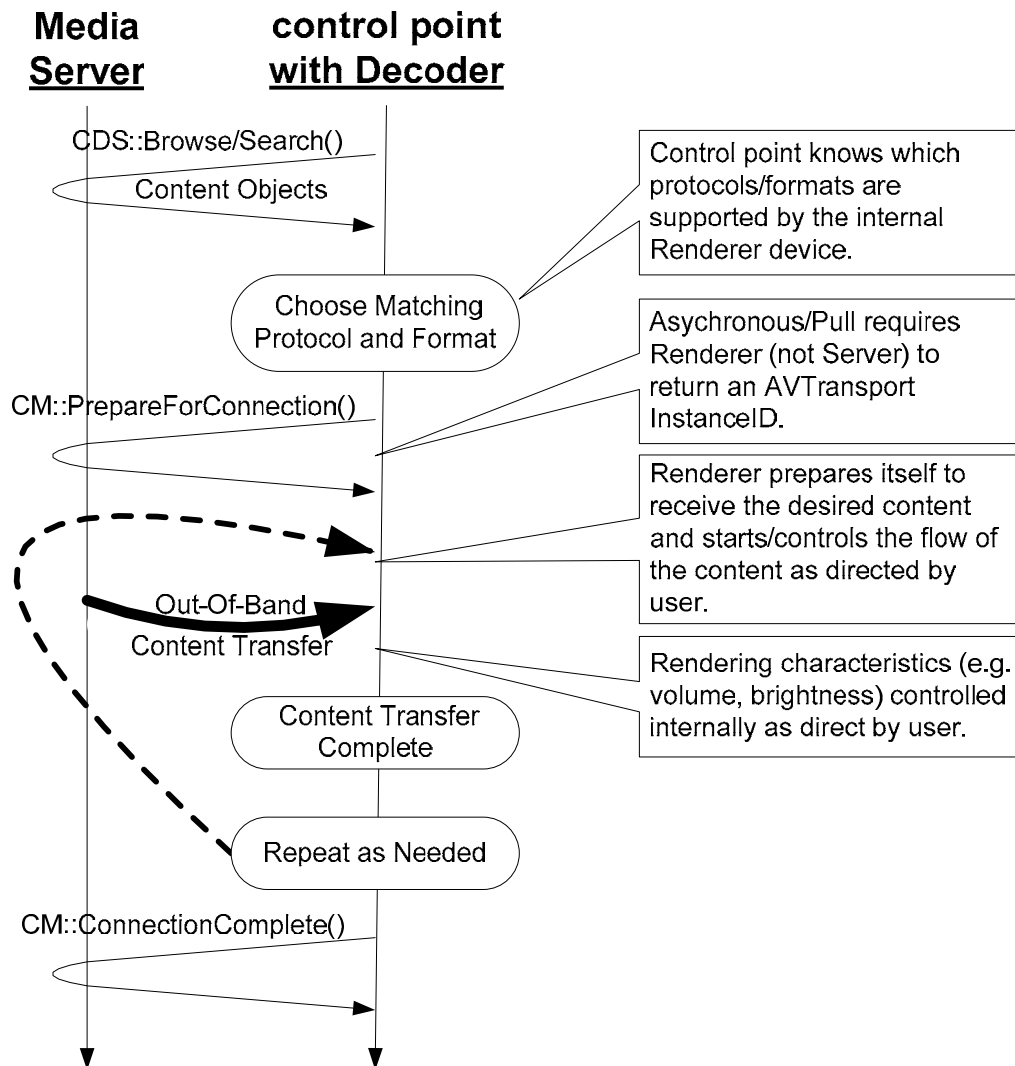 Media
Server
control point
with Decoder
CDS::Browse/Search()
Content Objects
Control point knows which
protocols/formats are
supported by the internal
Renderer device.
Choose Matching
Protocol and Format
Asychronous/Pull requires
Renderer (not Server) to
return an AVTransport
InstanceID.
CM::PrepareForConnection()
Renderer prepares itself to
receive the desired content
and starts/controls the flow of
the content as directed by
user.
Out-Of-Band
Content Transfer
Rendering characteristics (e.g.
volume, brightness) controlled
internally as direct by user.
Content Transfer
Complete
Repeat as Needed
CM::ConnectionComplete()